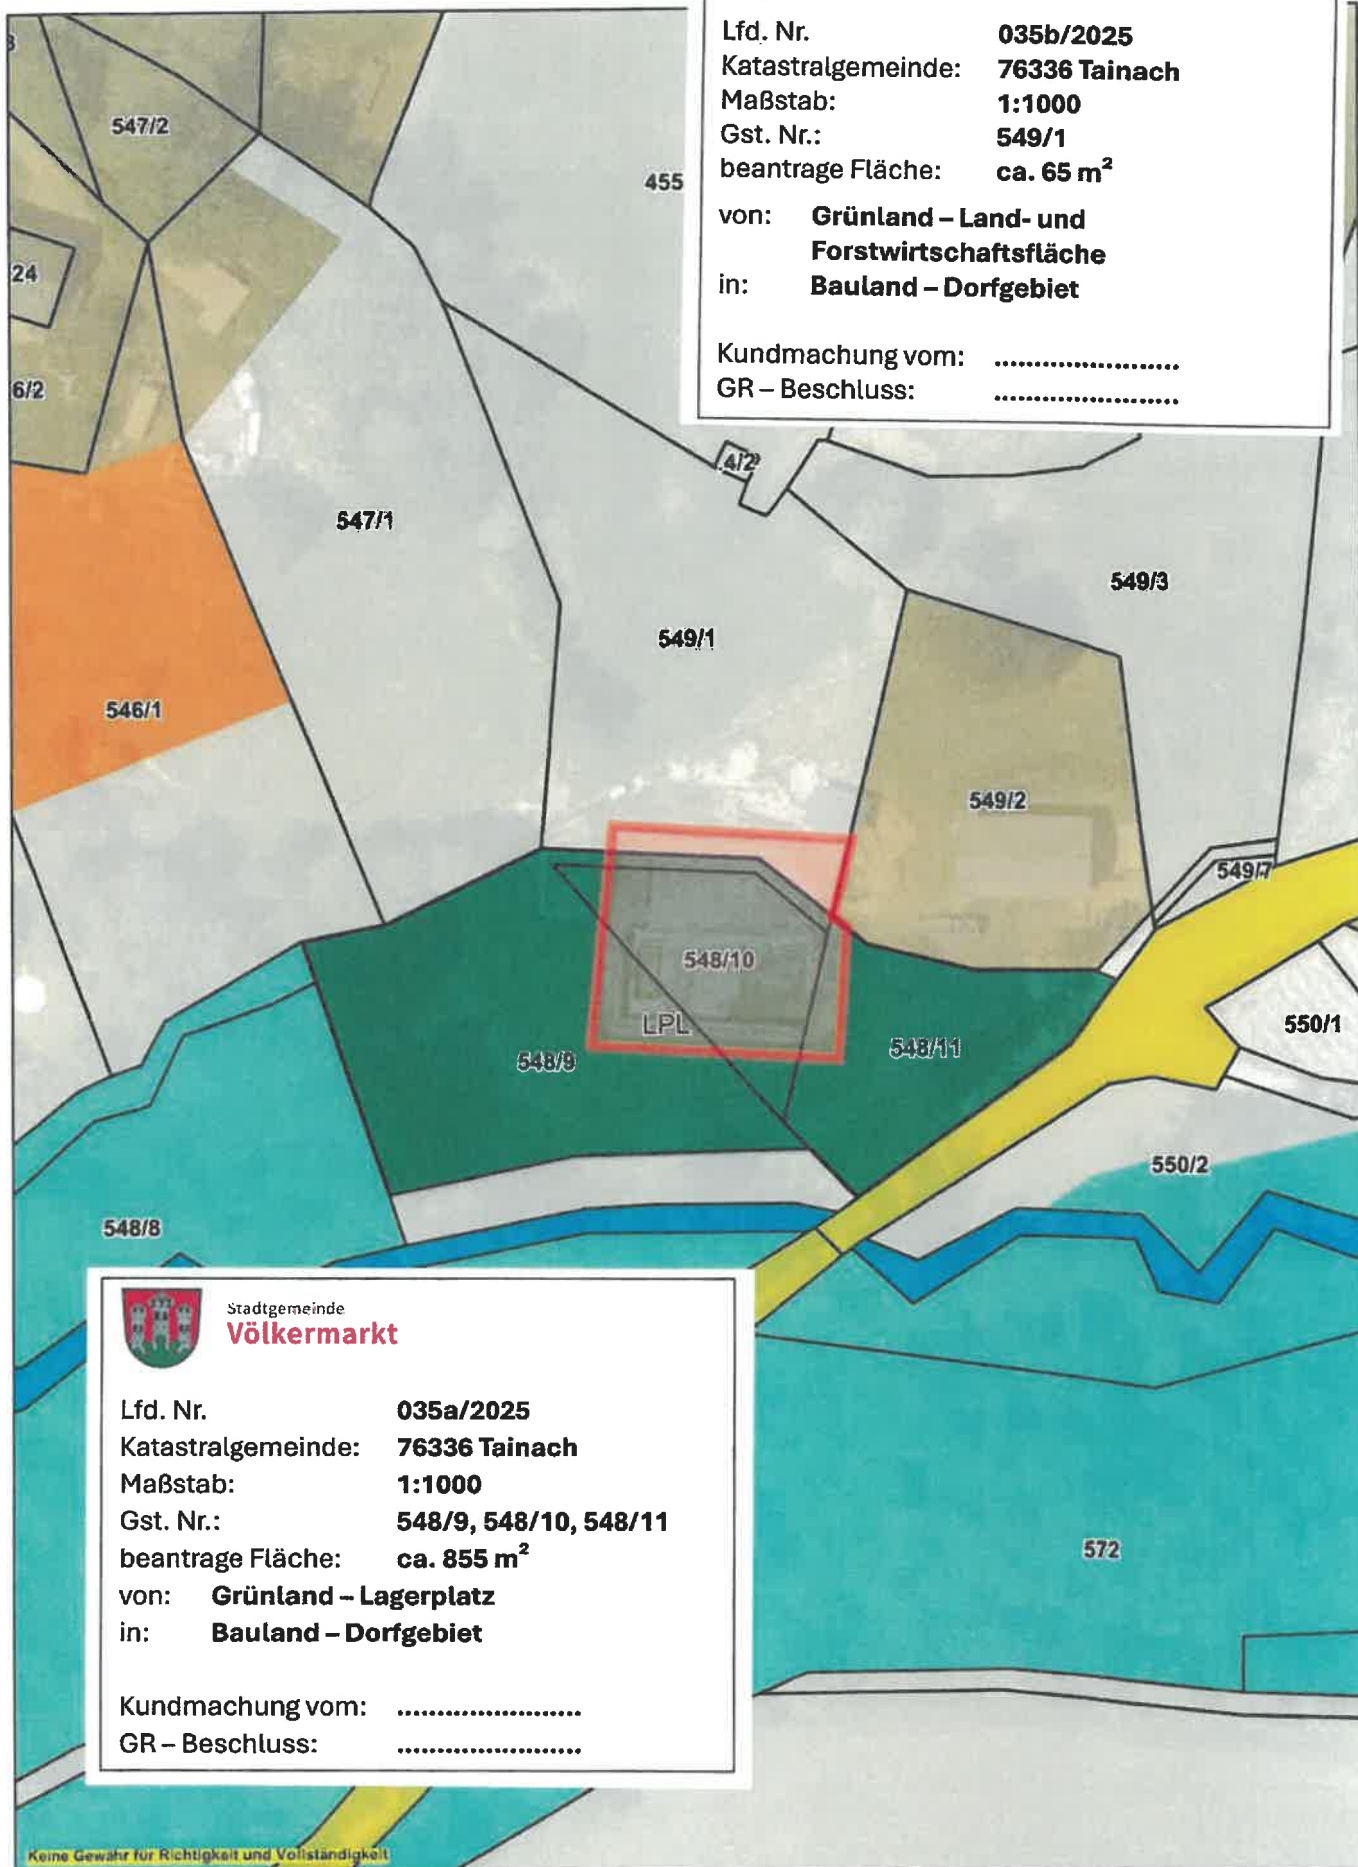 Lfd. Nr. 035b/2025
Katastralgemeinde: 76336 Tainach
Maßstab: 1:1000
Gst. Nr.: 549/1
beantrage Fläche: ca. 65 m²
von: Grünland – Land- und
Forstwirtschaftsfläche
in: Bauland – Dorfgebiet
Kundmachung vom: .......................
GR – Beschluss: .......................
547/2
455
24
6/2
4/2
547/1
549/3
549/1
546/1
549/2
549/7
548/10
LPL
550/1
548/9
548/11
550/2
548/8
Stadtgemeinde
Völkermarkt
Lfd. Nr. 035a/2025
Katastralgemeinde: 76336 Tainach
Maßstab: 1:1000
Gst. Nr.: 548/9, 548/10, 548/11
beantrage Fläche: ca. 855 m²
von: Grünland – Lagerplatz
in: Bauland – Dorfgebiet
Kundmachung vom: .......................
GR – Beschluss: .......................
572
Keine Gewähr für Richtigkeit und Vollständigkeit